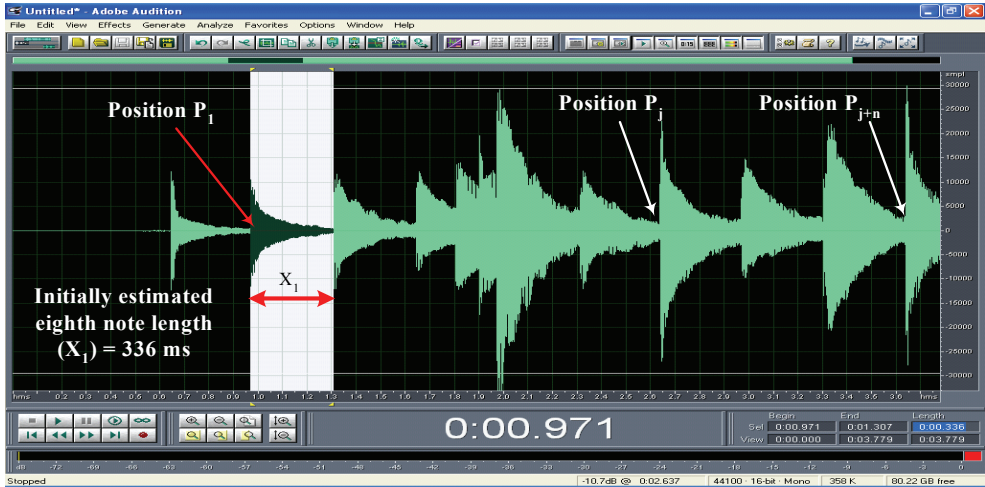 Untitled* - Adobe Audition
File Edit View Effects Generate Analyze Favorites Options Window Help
0:15
ampl
30000
20000
15000
10000
5000
0
-5000
-10000
-15000
-20000
-25000
-30000
Position P1
Position Pj
Position Pj+n
X1
Initially estimated
eighth note length
(X1) = 336 ms
hms 0.2 0.3 0.4 0.5 0.6 0.7 0.8 0.9 1.0 1.1 1.2 1.3 1.4 1.5 1.6 1.7 1.8 1.9 2.0 2.1 2.2 2.3 2.4 2.5 2.6 2.7 2.8 2.9 3.0 3.1 3.2 3.3 3.4 3.5 3.6 hms
0:00.971
Begin End Length
Sel 0:00.971 0:01.307 0:00.336
View 0:00.000 0:03.779 0:03.779
dB -72 -69 -66 -63 -60 -57 -54 -51 -48 -45 -42 -39 -36 -33 -30 -27 -24 -21 -18 -15 -12 -9 -6 -3 0
Stopped -10.7dB @ 0:02.637 44100 · 16-bit · Mono 358 K 80.22 GB free